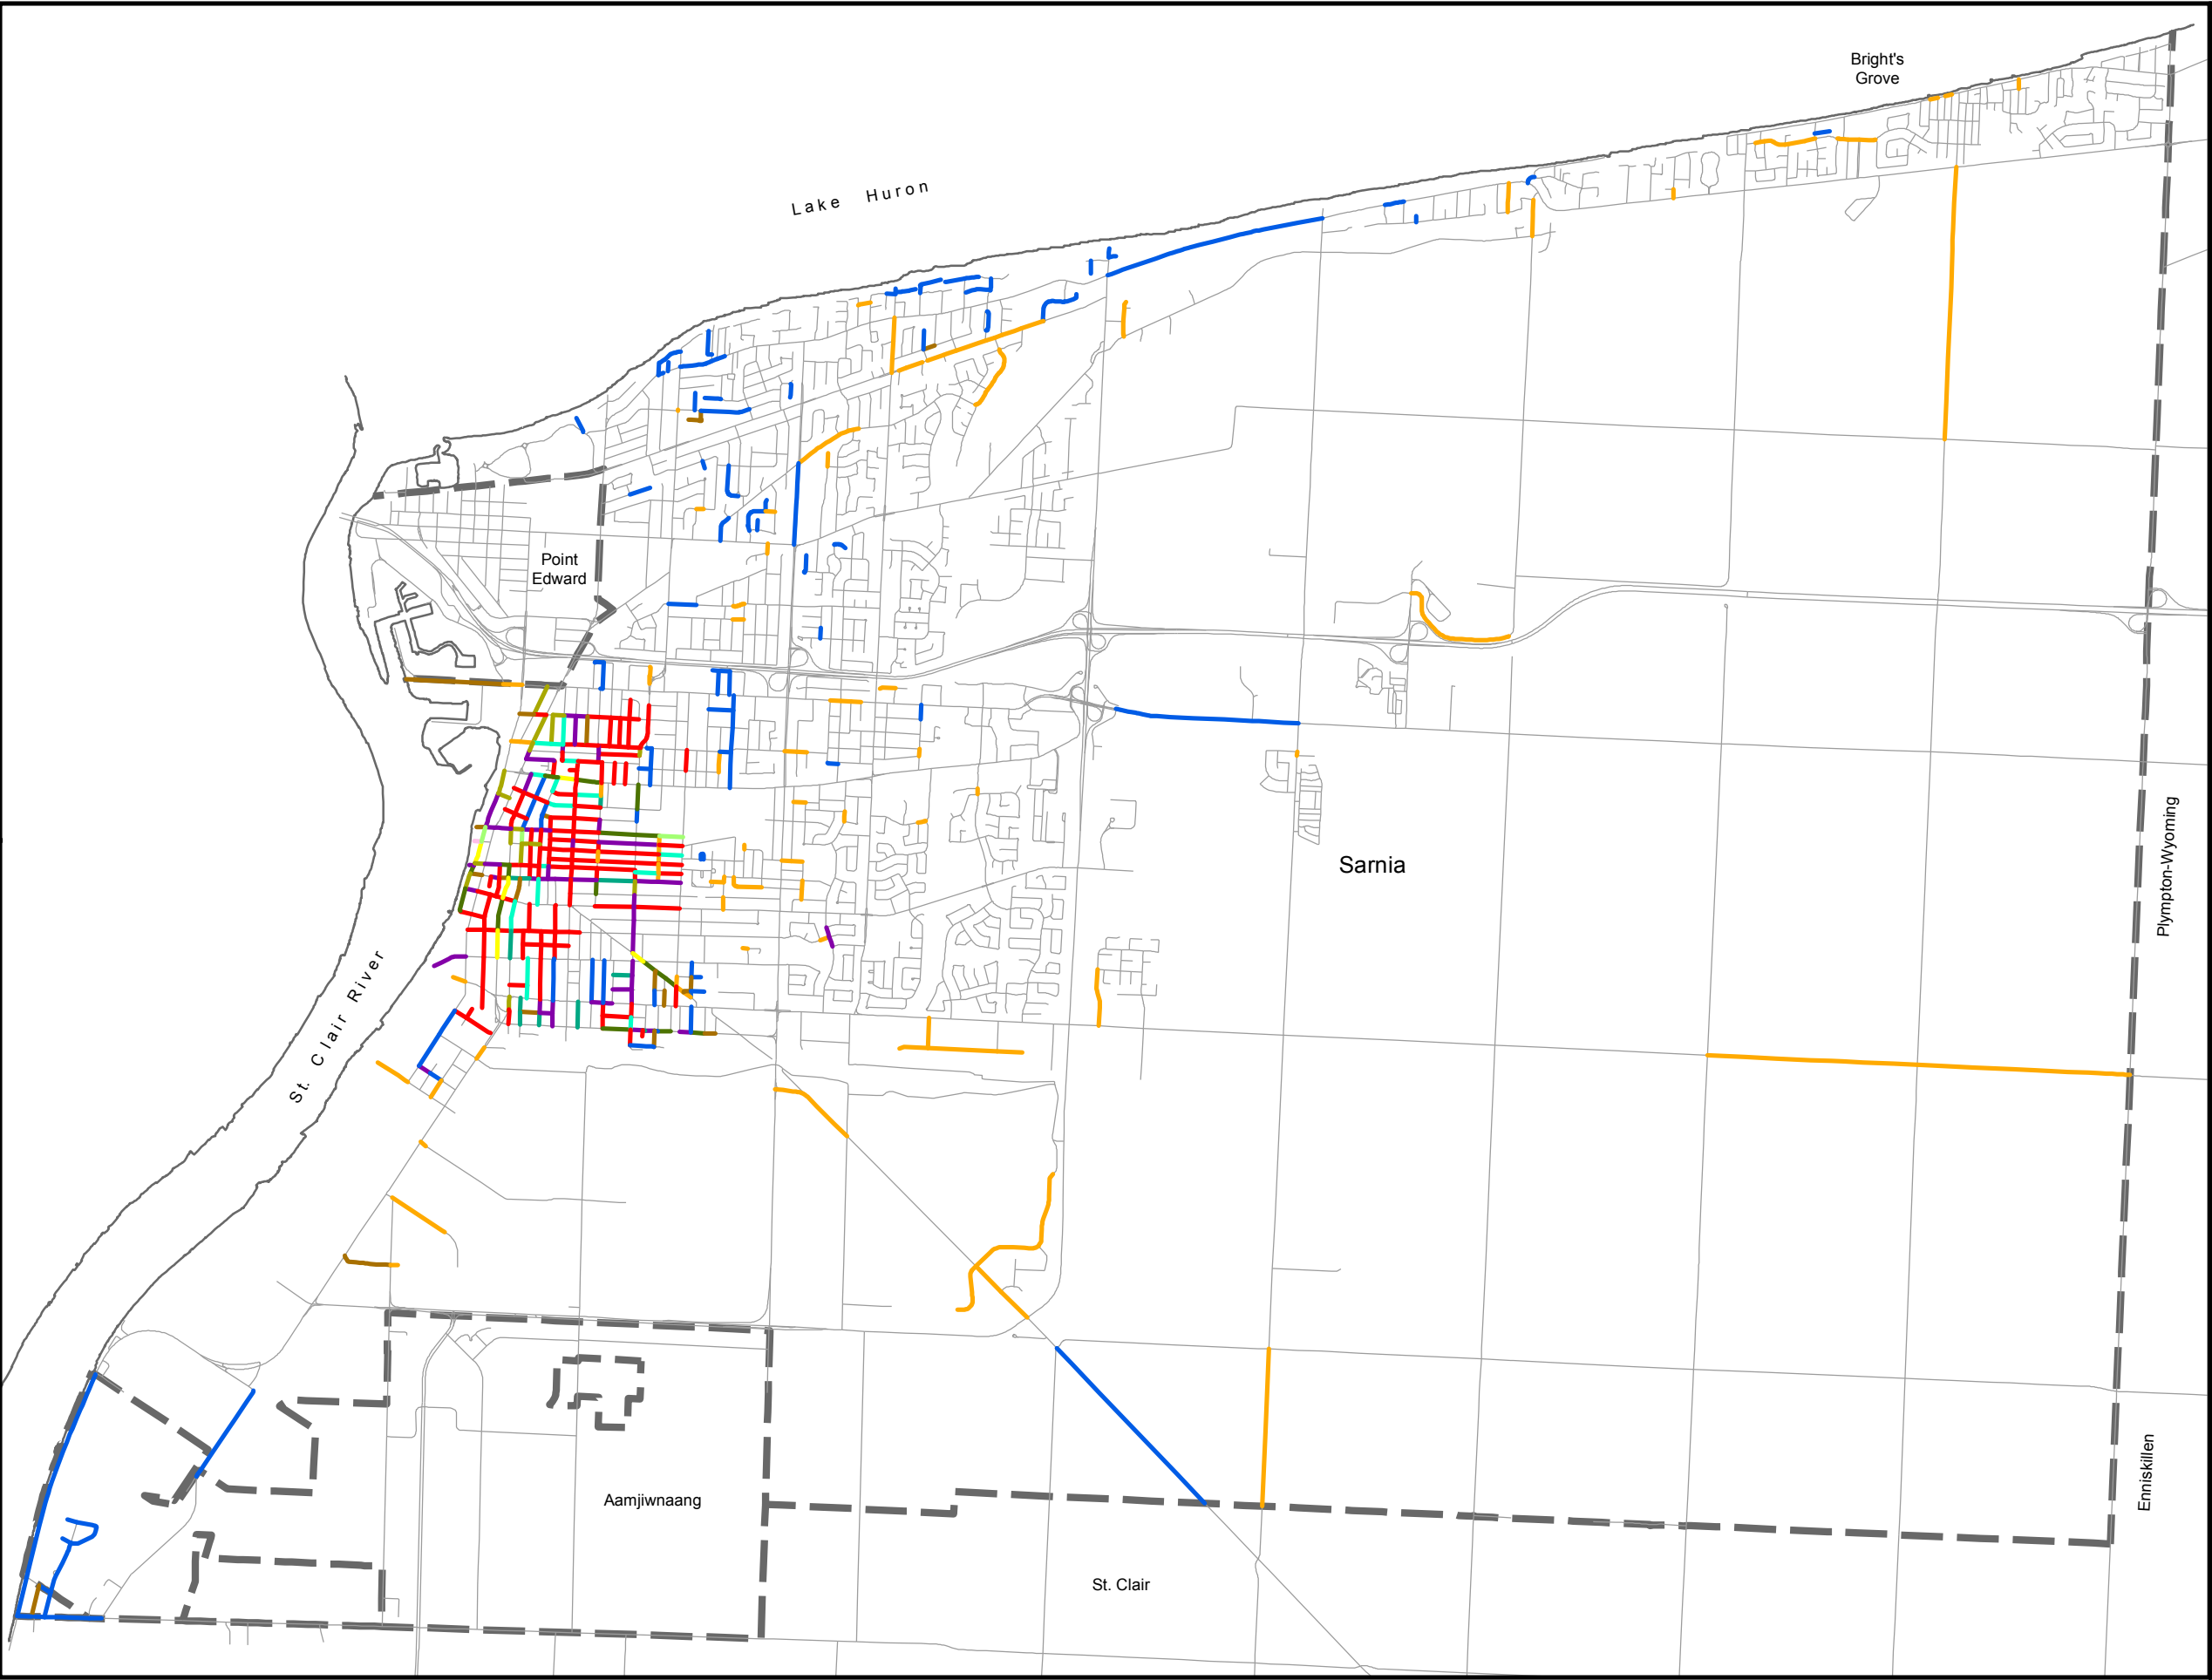 Bright's
Grove
Lake Huron
Point
Edward
Sarnia
Plympton-Wyoming
St. Clair River
Enniskillen
Aamjiwnaang
St. Clair